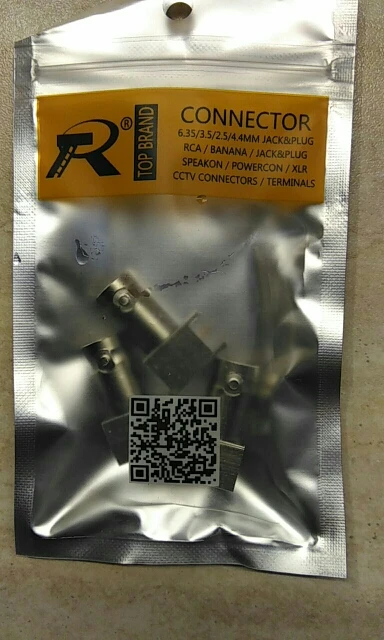 R®
TOP BRAND
CONNECTOR
6.35/3.5/2.5/4.4MM JACK&PLUG
RCA / BANANA / JACK&PLUG
SPEAKON / POWERCON / XLR
CCTV CONNECTORS / TERMINALS